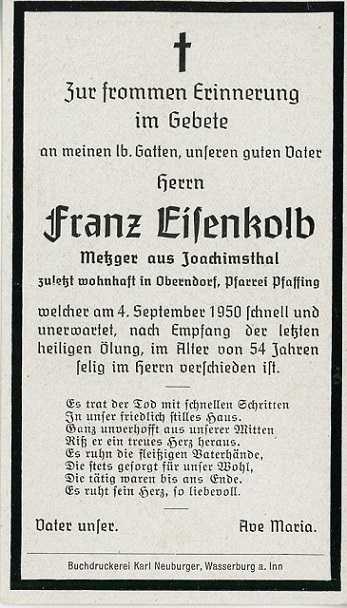 Zur frommen Erinnerung
im Gebete
an meinen lb. Gatten, unseren guten Vater
Herrn
Franz Eisenkolb
Metzger aus Joachimsthal
zuletzt wohnhaft in Oberndorf, Pfarrei Pfaffing
welcher am 4. September 1950 schnell und
unerwartet, nach Empfang der letzten
heiligen Ölung, im Alter von 54 Jahren
selig im Herrn verschieden ist.
Es trat der Tod mit schnellen Schritten
In unser friedlich stilles Haus.
Ganz unverhofft aus unserer Mitten
Riß er ein treues Herz heraus.
Es ruhn die fleißigen Vaterhände,
Die stets gesorgt für unser Wohl,
Die tätig waren bis ans Ende.
Es ruht sein Herz, so liebevoll.
Vater unser. Ave Maria.
Buchdruckerei Karl Neuburger, Wasserburg a. Inn